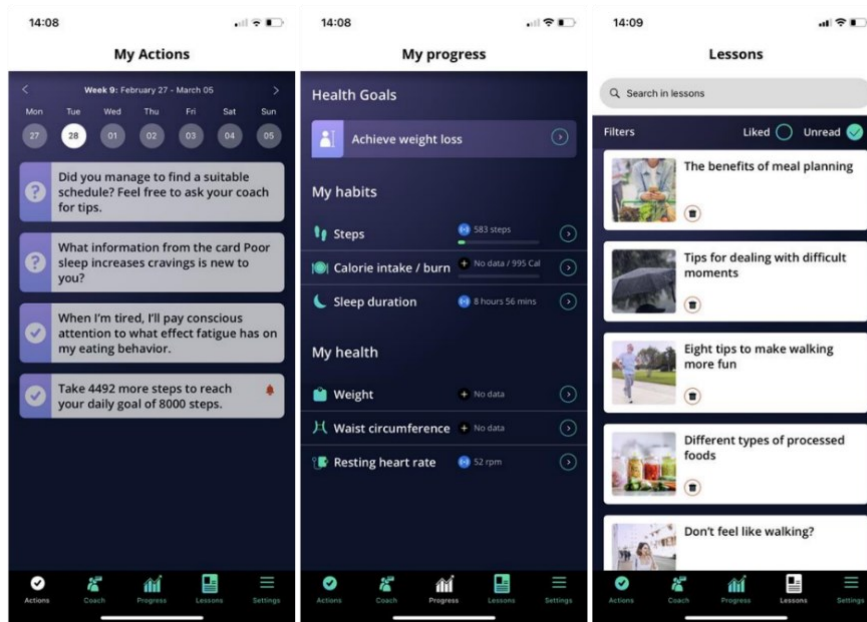 14:08
My Actions
Week 9: February 27 - March 05
Mon Tue Wed Thu Fri Sat Sun
27 28 01 02 03 04 05
Did you manage to find a suitable
schedule? Feel free to ask your coach
for tips.
What information from the card Poor
sleep increases cravings is new to
you?
When I'm tired, I'll pay conscious
attention to what effect fatigue has on
my eating behavior.
Take 4492 more steps to reach
your daily goal of 8000 steps.
Actions Coach Progress Lessons Settings
14:08
My progress
Health Goals
Achieve weight loss
My habits
Steps 583 steps
Calorie intake / burn No data / 995 Cal
Sleep duration 8 hours 56 mins
My health
Weight No data
Waist circumference No data
Resting heart rate 52 rpm
Actions Coach Progress Lessons Settings
14:09
Lessons
Search in lessons
Filters Liked Unread
The benefits of meal planning
Tips for dealing with difficult
moments
Eight tips to make walking
more fun
Different types of processed
foods
Don't feel like walking?
Actions Coach Progress Lessons Settings